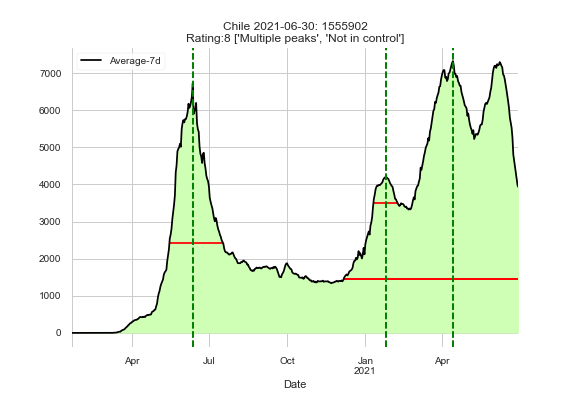 Chile 2021-06-30: 1555902
Rating:8 ['Multiple peaks', 'Not in control']
Average-7d
7000
6000
5000
4000
3000
2000
1000
0
Apr Jul Oct Jan Apr
2021
Date